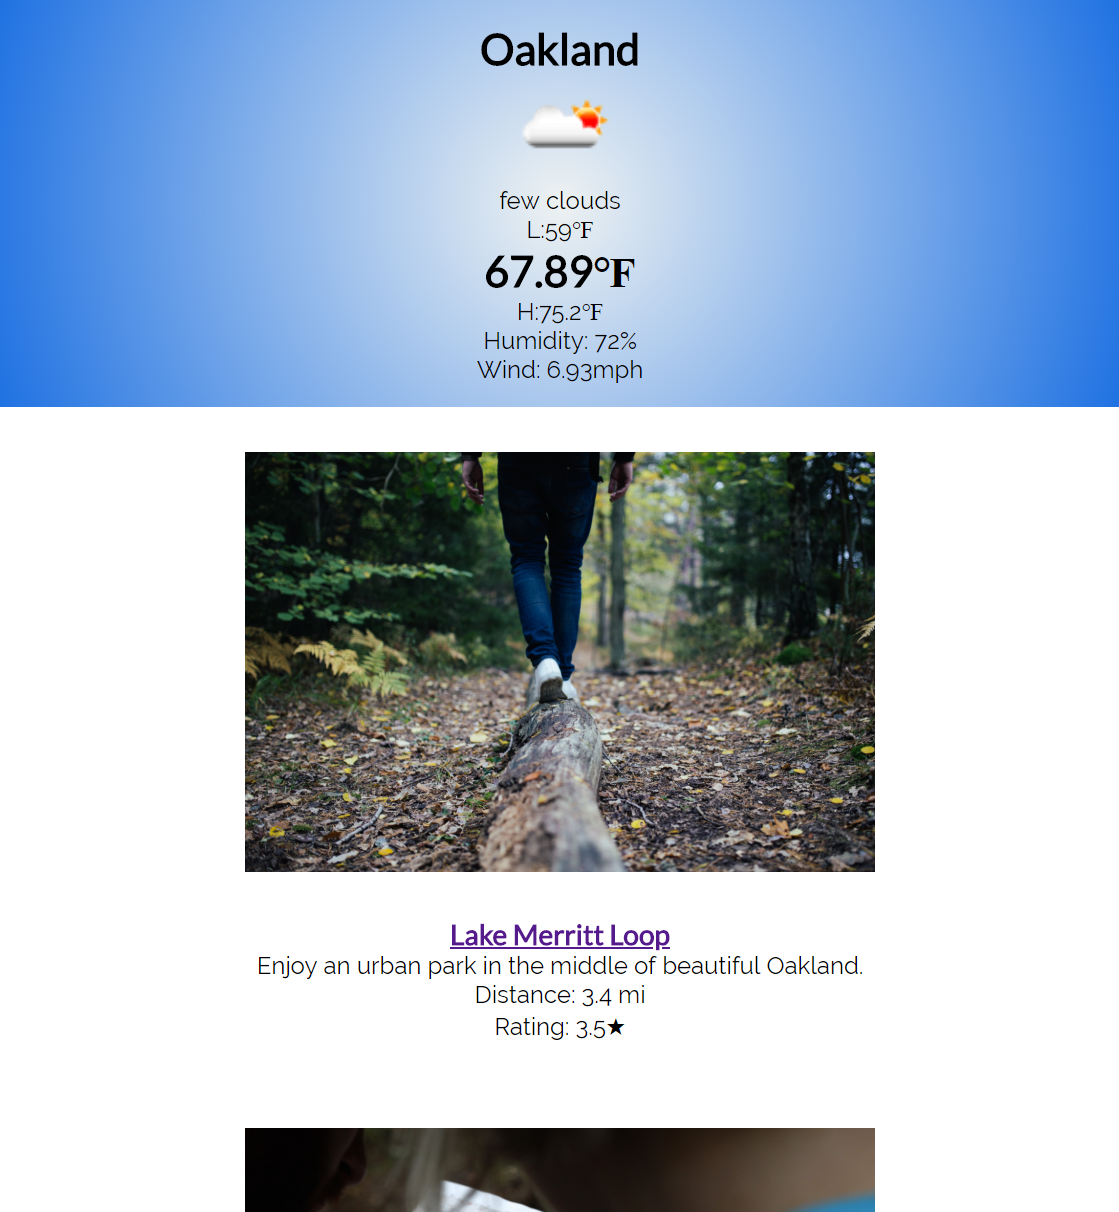 Oakland
few clouds
L:59°F
67.89°F
H:75.2°F
Humidity: 72%
Wind: 6.93mph
Lake Merritt Loop
Enjoy an urban park in the middle of beautiful Oakland.
Distance: 3.4 mi
Rating: 3.5★